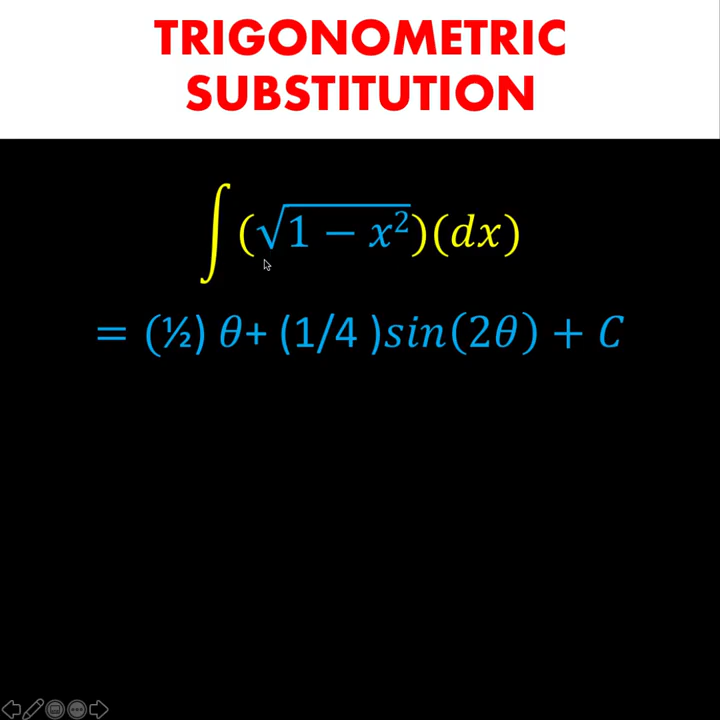 TRIGONOMETRIC
SUBSTITUTION
∫(√1 − x²)(dx)
= (½) θ+ (1/4 )sin(2θ) + C